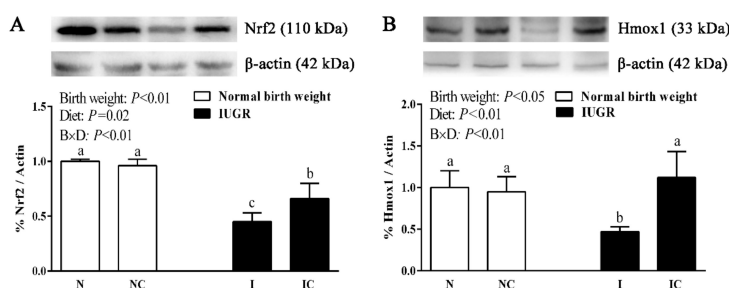 A
Nrf2 (110 kDa)
β-actin (42 kDa)
Birth weight: P<0.01
Diet: P=0.02
B×D: P<0.01
Normal birth weight
IUGR
% Nrf2 / Actin
1.5
1.0
0.5
0.0
a
a
c
b
N
NC
I
IC
B
Hmox1 (33 kDa)
β-actin (42 kDa)
Birth weight: P<0.05
Diet: P<0.01
B×D: P<0.01
Normal birth weight
IUGR
% Hmox1 / Actin
2.0
1.5
1.0
0.5
0.0
a
a
b
a
N
NC
I
IC